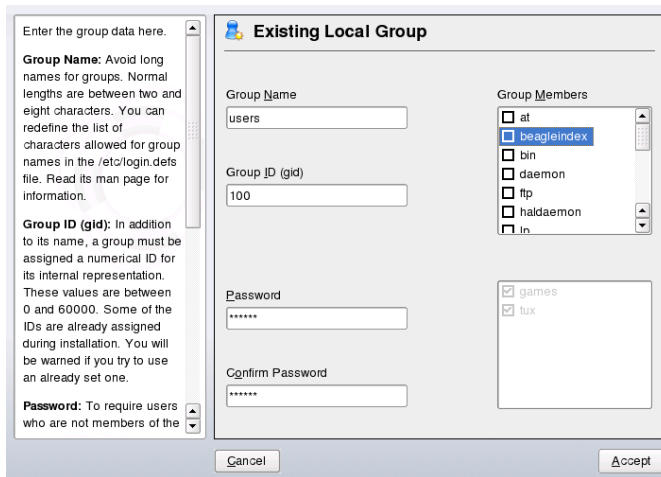 Enter the group data here.
Group Name: Avoid long
names for groups. Normal
lengths are between two and
eight characters. You can
redefine the list of
characters allowed for group
names in the /etc/login.defs
file. Read its man page for
information.
Group ID (gid): In addition
to its name, a group must be
assigned a numerical ID for
its internal representation.
These values are between
0 and 60000. Some of the
IDs are already assigned
during installation. You will
be warned if you try to use
an already set one.
Password: To require users
who are not members of the
Existing Local Group
Group Name
users
Group ID (gid)
100
Password
******
Confirm Password
******
Group Members
at
beagleindex
bin
daemon
ftp
haldaemon
lp
games
tux
Cancel
Accept